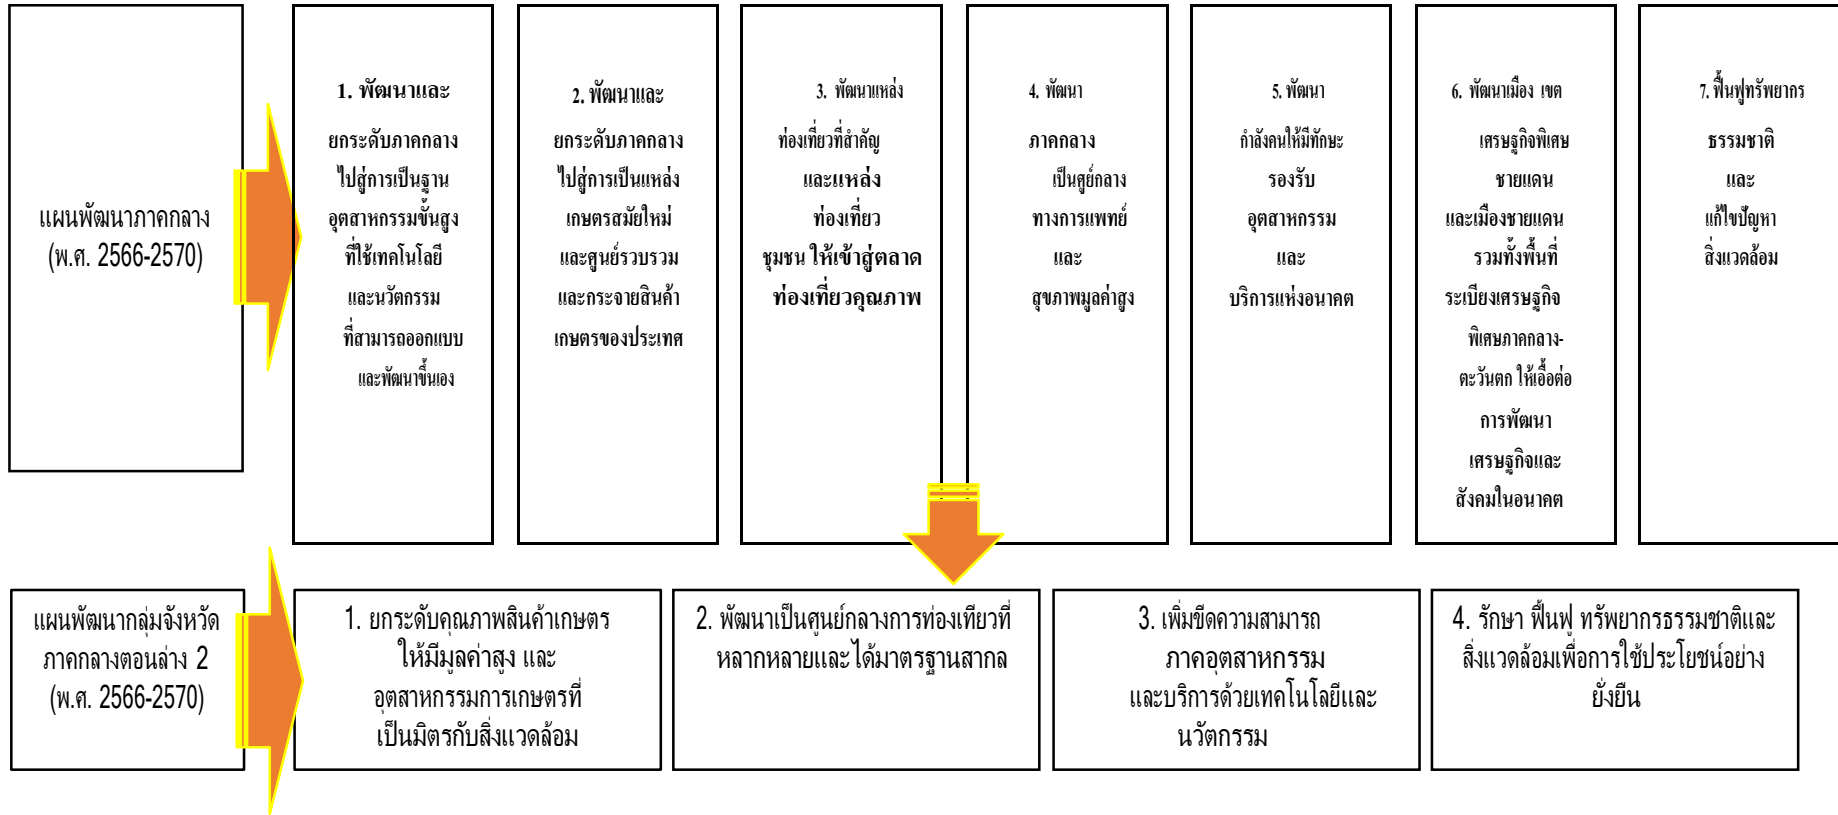 แผนพัฒนาภาคกลาง
(พ.ศ. 2566-2570)
1. พัฒนาและ
ยกระดับภาคกลาง
ไปสู่การเป็นฐาน
อุตสาหกรรมขั้นสูง
ที่ใช้เทคโนโลยี
และนวัตกรรม
ที่สามารถออกแบบ
และพัฒนาขึ้นเอง
2. พัฒนาและ
ยกระดับภาคกลาง
ไปสู่การเป็นแหล่ง
เกษตรสมัยใหม่
และศูนย์รวบรวม
และกระจายสินค้า
เกษตรของประเทศ
3. พัฒนาแหล่ง
ท่องเที่ยวที่สำคัญ
และแหล่ง
ท่องเที่ยว
ชุมชน ให้เข้าสู่ตลาด
ท่องเที่ยวคุณภาพ
4. พัฒนา
ภาคกลาง
เป็นศูย์กลาง
ทางการแพทย์
และ
สุขภาพมูลค่าสูง
5. พัฒนา
กำลังคนให้มีทักษะ
รองรับ
อุตสาหกรรม
และ
บริการแห่งอนาคต
6. พัฒนาเมือง เขต
เศรษฐกิจพิเศษ
ชายแดน
และเมืองชายแดน
รวมทั้งพื้นที่
ระเบียงเศรษฐกิจ
พิเศษภาคกลาง-
ตะวันตก ให้เอื้อต่อ
การพัฒนา
เศรษฐกิจและ
สังคมในอนาคต
7. ฟื้นฟูทรัพยากร
ธรรมชาติ
และ
แก้ไขปัญหา
สิ่งแวดล้อม
แผนพัฒนากลุ่มจังหวัด
ภาคกลางตอนล่าง 2
(พ.ศ. 2566-2570)
1. ยกระดับคุณภาพสินค้าเกษตร
ให้มีมูลค่าสูง และ
อุตสาหกรรมการเกษตรที่
เป็นมิตรกับสิ่งแวดล้อม
2. พัฒนาเป็นศูนย์กลางการท่องเทียวที่
หลากหลายและได้มาตรฐานสากล
3. เพิ่มขีดความสามารถ
ภาคอุตสาหกรรม
และบริการด้วยเทคโนโลยีและ
นวัตกรรม
4. รักษา ฟื้นฟู ทรัพยากรธรรมชาติและ
สิ่งแวดล้อมเพื่อการใช้ประโยชน์อย่าง
ยั่งยืน